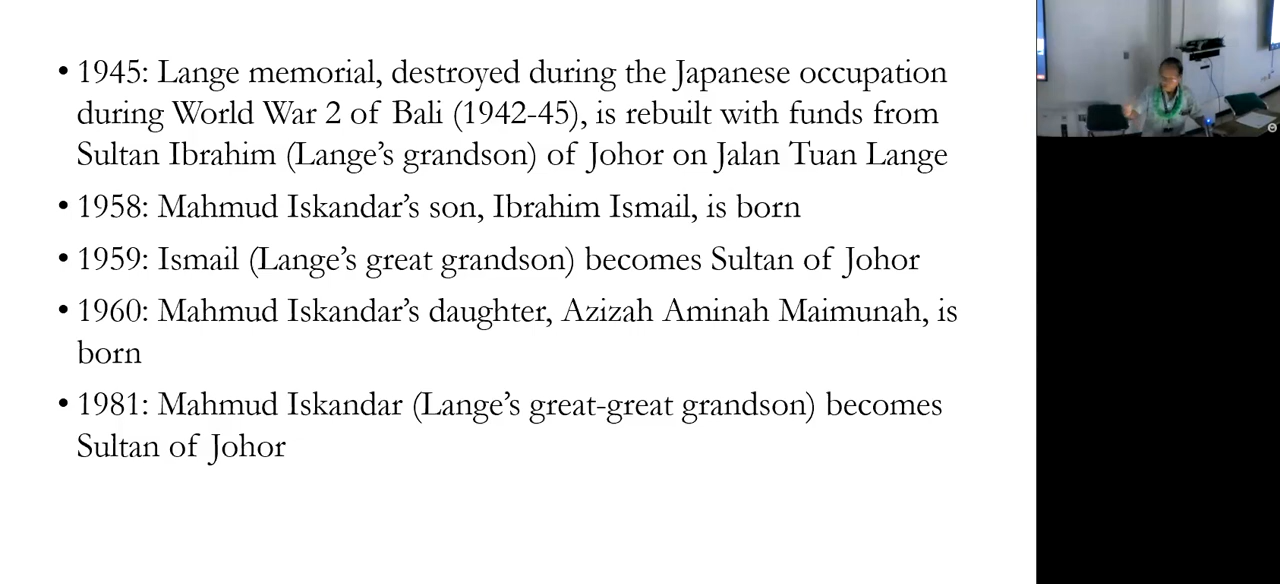 • 1945: Lange memorial, destroyed during the Japanese occupation
during World War 2 of Bali (1942-45), is rebuilt with funds from
Sultan Ibrahim (Lange’s grandson) of Johor on Jalan Tuan Lange
• 1958: Mahmud Iskandar’s son, Ibrahim Ismail, is born
• 1959: Ismail (Lange’s great grandson) becomes Sultan of Johor
• 1960: Mahmud Iskandar’s daughter, Azizah Aminah Maimunah, is
born
• 1981: Mahmud Iskandar (Lange’s great-great grandson) becomes
Sultan of Johor